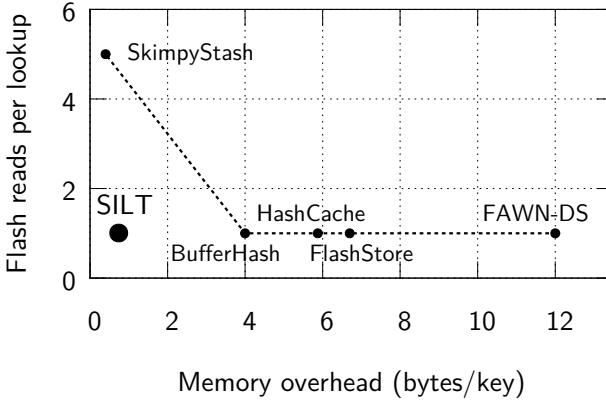 Flash reads per lookup
6
4
2
0
SkimpyStash
SILT
HashCache
FAWN-DS
BufferHash
FlashStore
0 2 4 6 8 10 12
Memory overhead (bytes/key)